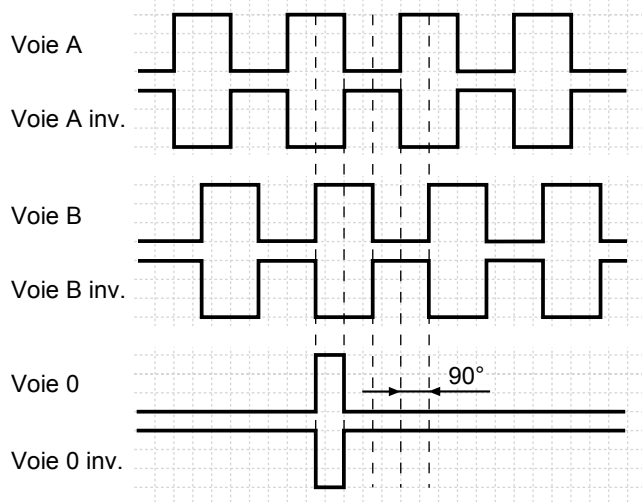 Voie A
Voie A inv.
Voie B
Voie B inv.
Voie 0
90°
Voie 0 inv.